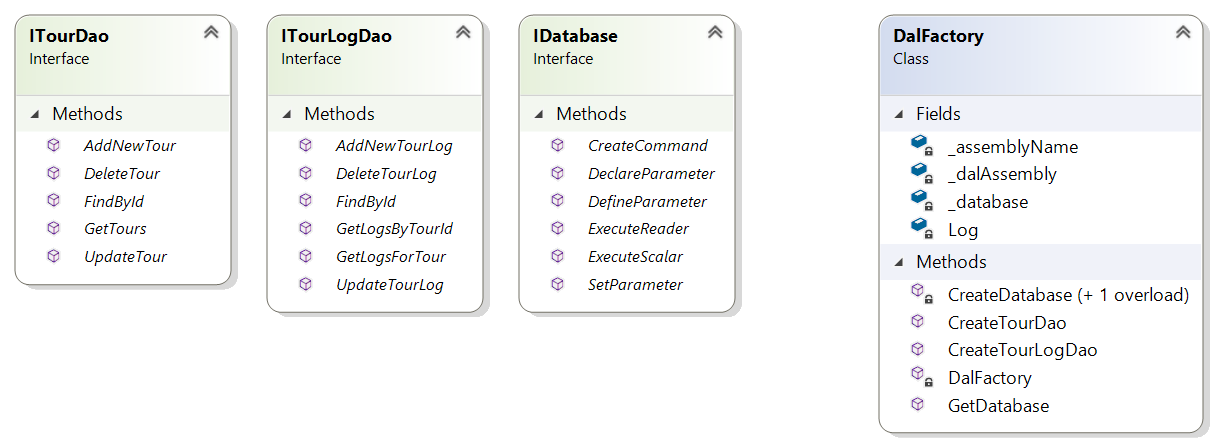 ITourDao
Interface
Methods
AddNewTour
DeleteTour
FindById
GetTours
UpdateTour
ITourLogDao
Interface
Methods
AddNewTourLog
DeleteTourLog
FindById
GetLogsByTourId
GetLogsForTour
UpdateTourLog
IDatabase
Interface
Methods
CreateCommand
DeclareParameter
DefineParameter
ExecuteReader
ExecuteScalar
SetParameter
DalFactory
Class
Fields
_assemblyName
_dalAssembly
_database
Log
Methods
CreateDatabase (+ 1 overload)
CreateTourDao
CreateTourLogDao
DalFactory
GetDatabase